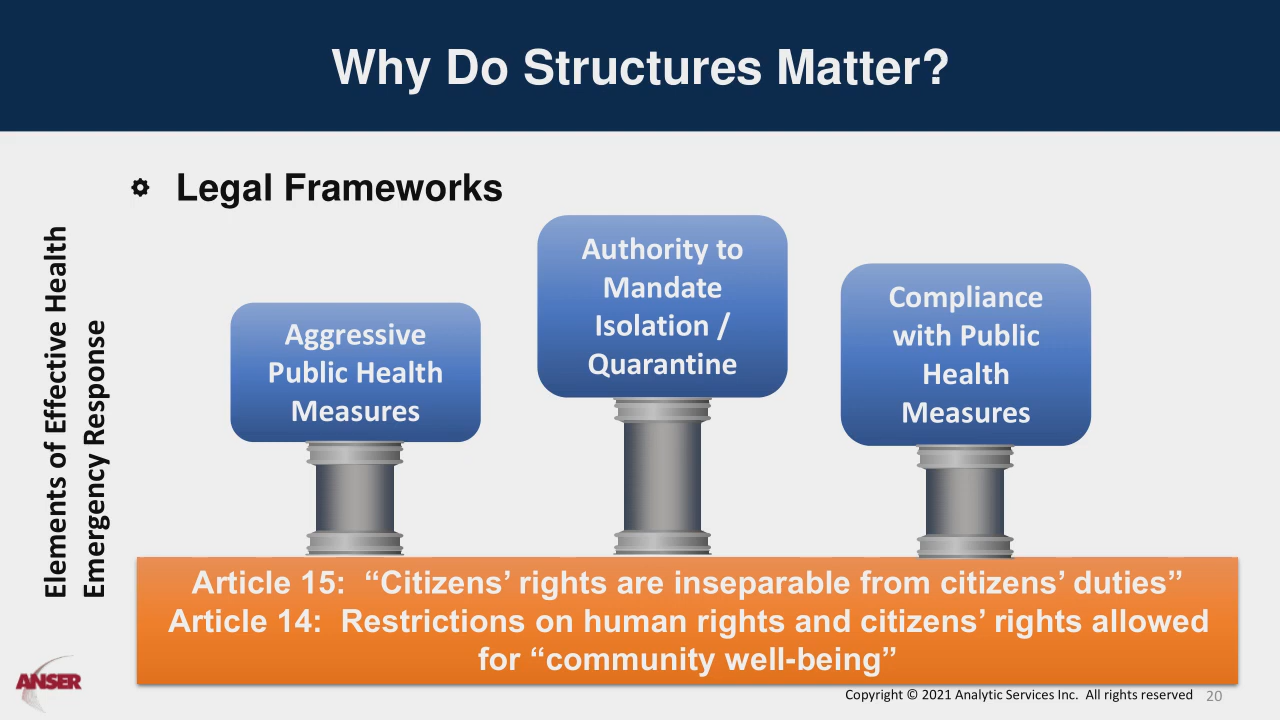 Why Do Structures Matter?
Legal Frameworks
Elements of Effective Health
Emergency Response
Aggressive
Public Health
Measures
Authority to
Mandate
Isolation /
Quarantine
Compliance
with Public
Health
Measures
Article 15:  “Citizens’ rights are inseparable from citizens’ duties”
Article 14:  Restrictions on human rights and citizens’ rights allowed
for “community well-being”
ANSER
Copyright © 2021 Analytic Services Inc.  All rights reserved
20